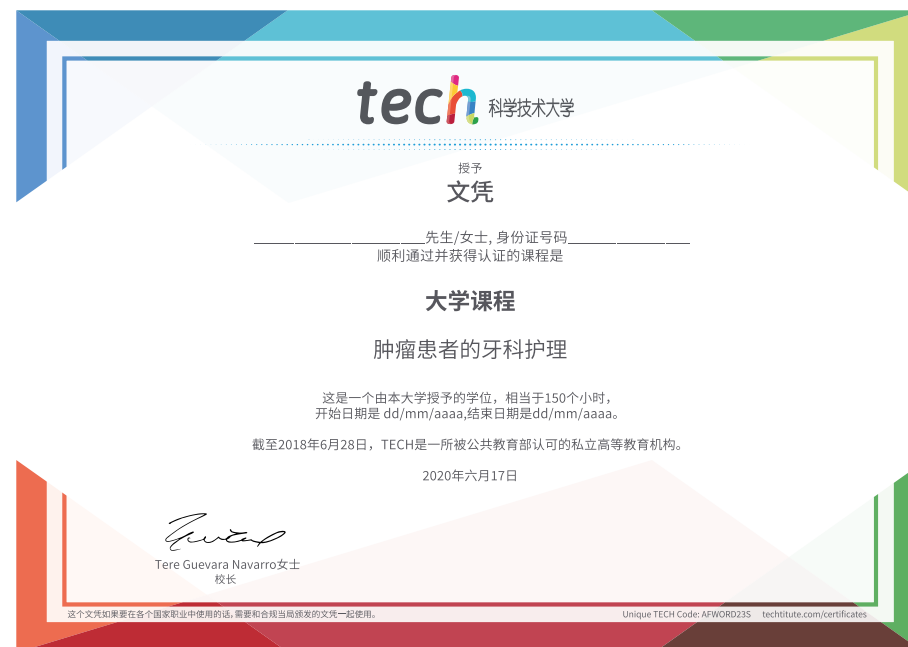 tech 科学技术大学
授予
文凭
先生/女士, 身份证号码
顺利通过并获得认证的课程是
大学课程
肿瘤患者的牙科护理
这是一个由本大学授予的学位，相当于150个小时，
开始日期是 dd/mm/aaaa,结束日期是dd/mm/aaaa。
截至2018年6月28日，TECH是一所被公共教育部认可的私立高等教育机构。
2020年六月17日
Tere Guevara Navarro女士
校长
这个文凭如果要在各个国家职业中使用的话,需要和合规当局颁发的文凭一起使用。
Unique TECH Code: AFWORD23S techtitute.com/certificates